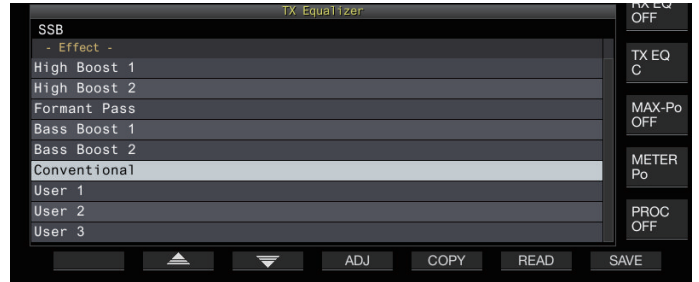 TX Equalizer
SSB
- Effect -
High Boost 1
High Boost 2
Formant Pass
Bass Boost 1
Bass Boost 2
Conventional
User 1
User 2
User 3
RX EQ
OFF
TX EQ
C
MAX-Po
OFF
METER
Po
PROC
OFF
ADJ
COPY
READ
SAVE